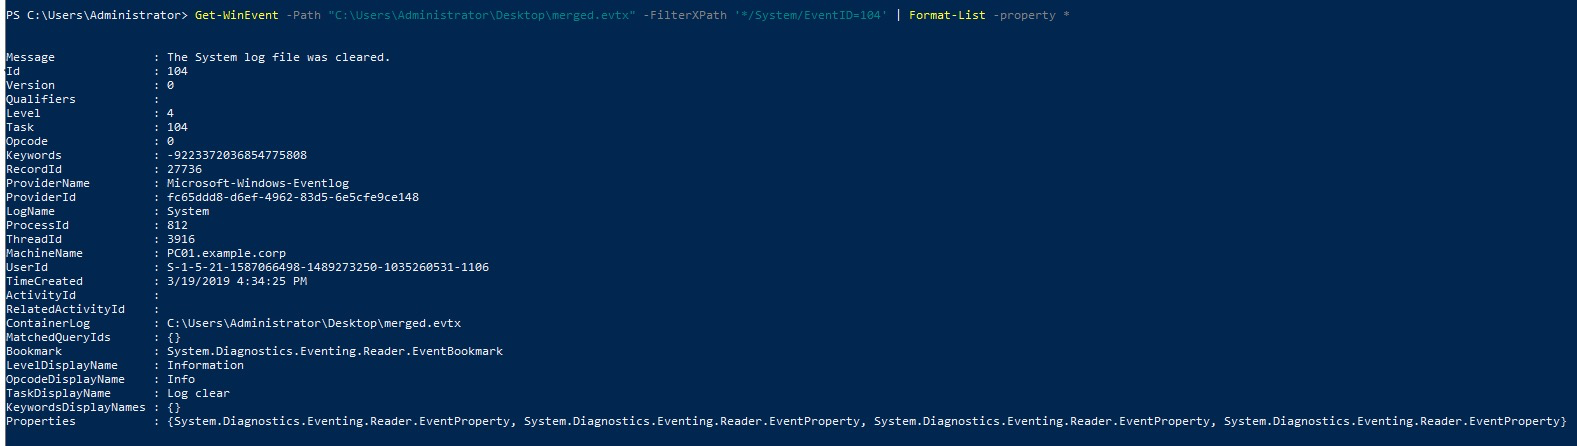 PS C:\Users\Administrator> Get-WinEvent -Path "C:\Users\Administrator\Desktop\merged.evtx" -FilterXPath '*/System/EventID=104' | Format-List -property *
Message : The System log file was cleared.
Id : 104
Version : 0
Qualifiers :
Level : 4
Task : 104
Opcode : 0
Keywords : -9223372036854775808
RecordId : 27736
ProviderName : Microsoft-Windows-Eventlog
ProviderId : fc65ddd8-d6ef-4962-83d5-6e5cfe9ce148
LogName : System
ProcessId : 812
ThreadId : 3916
MachineName : PC01.example.corp
UserId : S-1-5-21-1587066498-1489273250-1035260531-1106
TimeCreated : 3/19/2019 4:34:25 PM
ActivityId :
RelatedActivityId :
ContainerLog : C:\Users\Administrator\Desktop\merged.evtx
MatchedQueryIds : {}
Bookmark : System.Diagnostics.Eventing.Reader.EventBookmark
LevelDisplayName : Information
OpcodeDisplayName : Info
TaskDisplayName : Log clear
KeywordsDisplayNames : {}
Properties : {System.Diagnostics.Eventing.Reader.EventProperty, System.Diagnostics.Eventing.Reader.EventProperty, System.Diagnostics.Eventing.Reader.EventProperty, System.Diagnostics.Eventing.Reader.EventProperty}